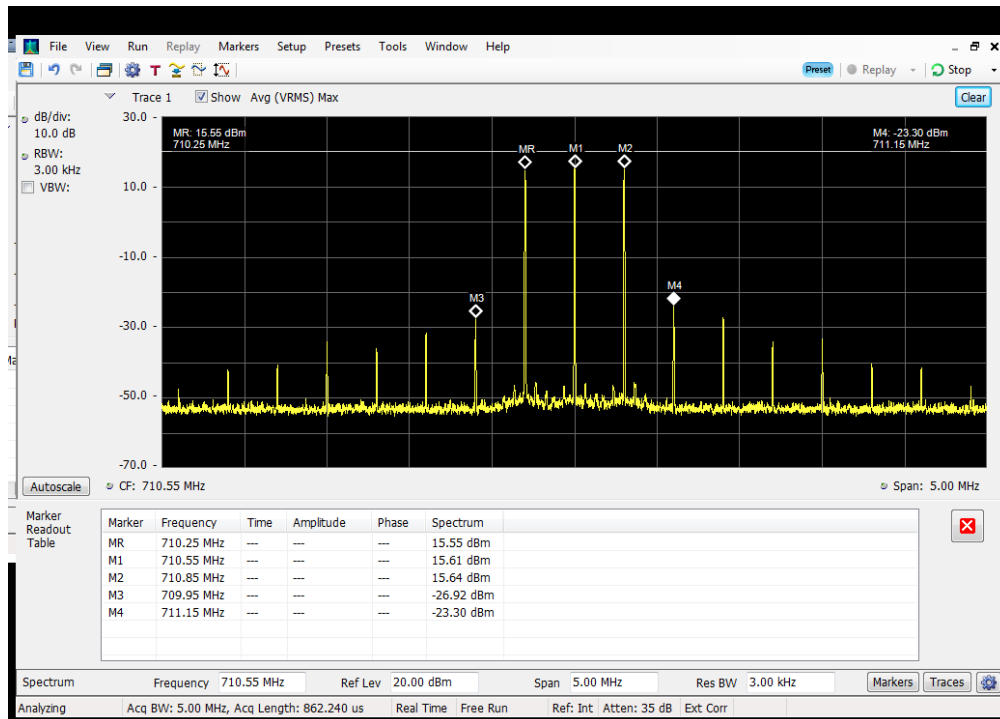 File View Run Replay Markers Setup Presets Tools Window Help
T Preset Replay Stop
Trace 1 Show Avg (VRMS) Max Clear
dB/div:
10.0 dB
RBW:
3.00 kHz
VBW:
30.0
10.0
-10.0
-30.0
-50.0
-70.0
MR: 15.55 dBm
710.25 MHz
M4: -23.30 dBm
711.15 MHz
MR M1 M2
M3 M4
Autoscale CF: 710.55 MHz Span: 5.00 MHz
Marker
Readout
Table
Marker Frequency Time Amplitude Phase Spectrum
MR 710.25 MHz --- --- --- 15.55 dBm
M1 710.55 MHz --- --- --- 15.61 dBm
M2 710.85 MHz --- --- --- 15.64 dBm
M3 709.95 MHz --- --- --- -26.92 dBm
M4 711.15 MHz --- --- --- -23.30 dBm
Spectrum Frequency 710.55 MHz Ref Lev 20.00 dBm Span 5.00 MHz Res BW 3.00 kHz Markers Traces
Analyzing Acq BW: 5.00 MHz, Acq Length: 862.240 us Real Time Free Run Ref: Int Atten: 35 dB Ext Corr